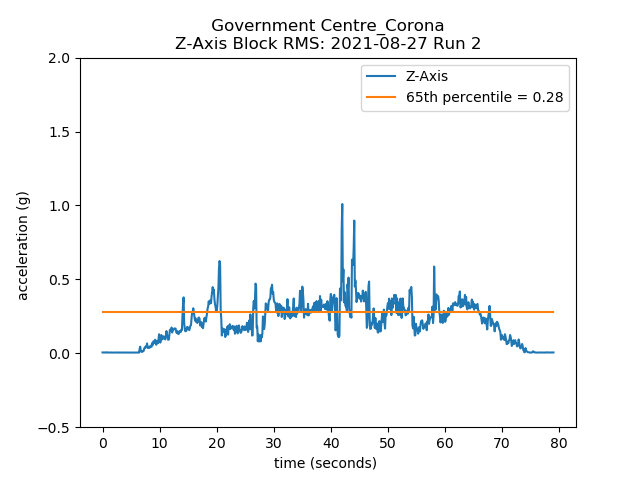 Government Centre_Corona
Z-Axis Block RMS: 2021-08-27 Run 2
Z-Axis
65th percentile = 0.28
2.0
1.5
1.0
0.5
0.0
−0.5
acceleration (g)
0 10 20 30 40 50 60 70 80
time (seconds)